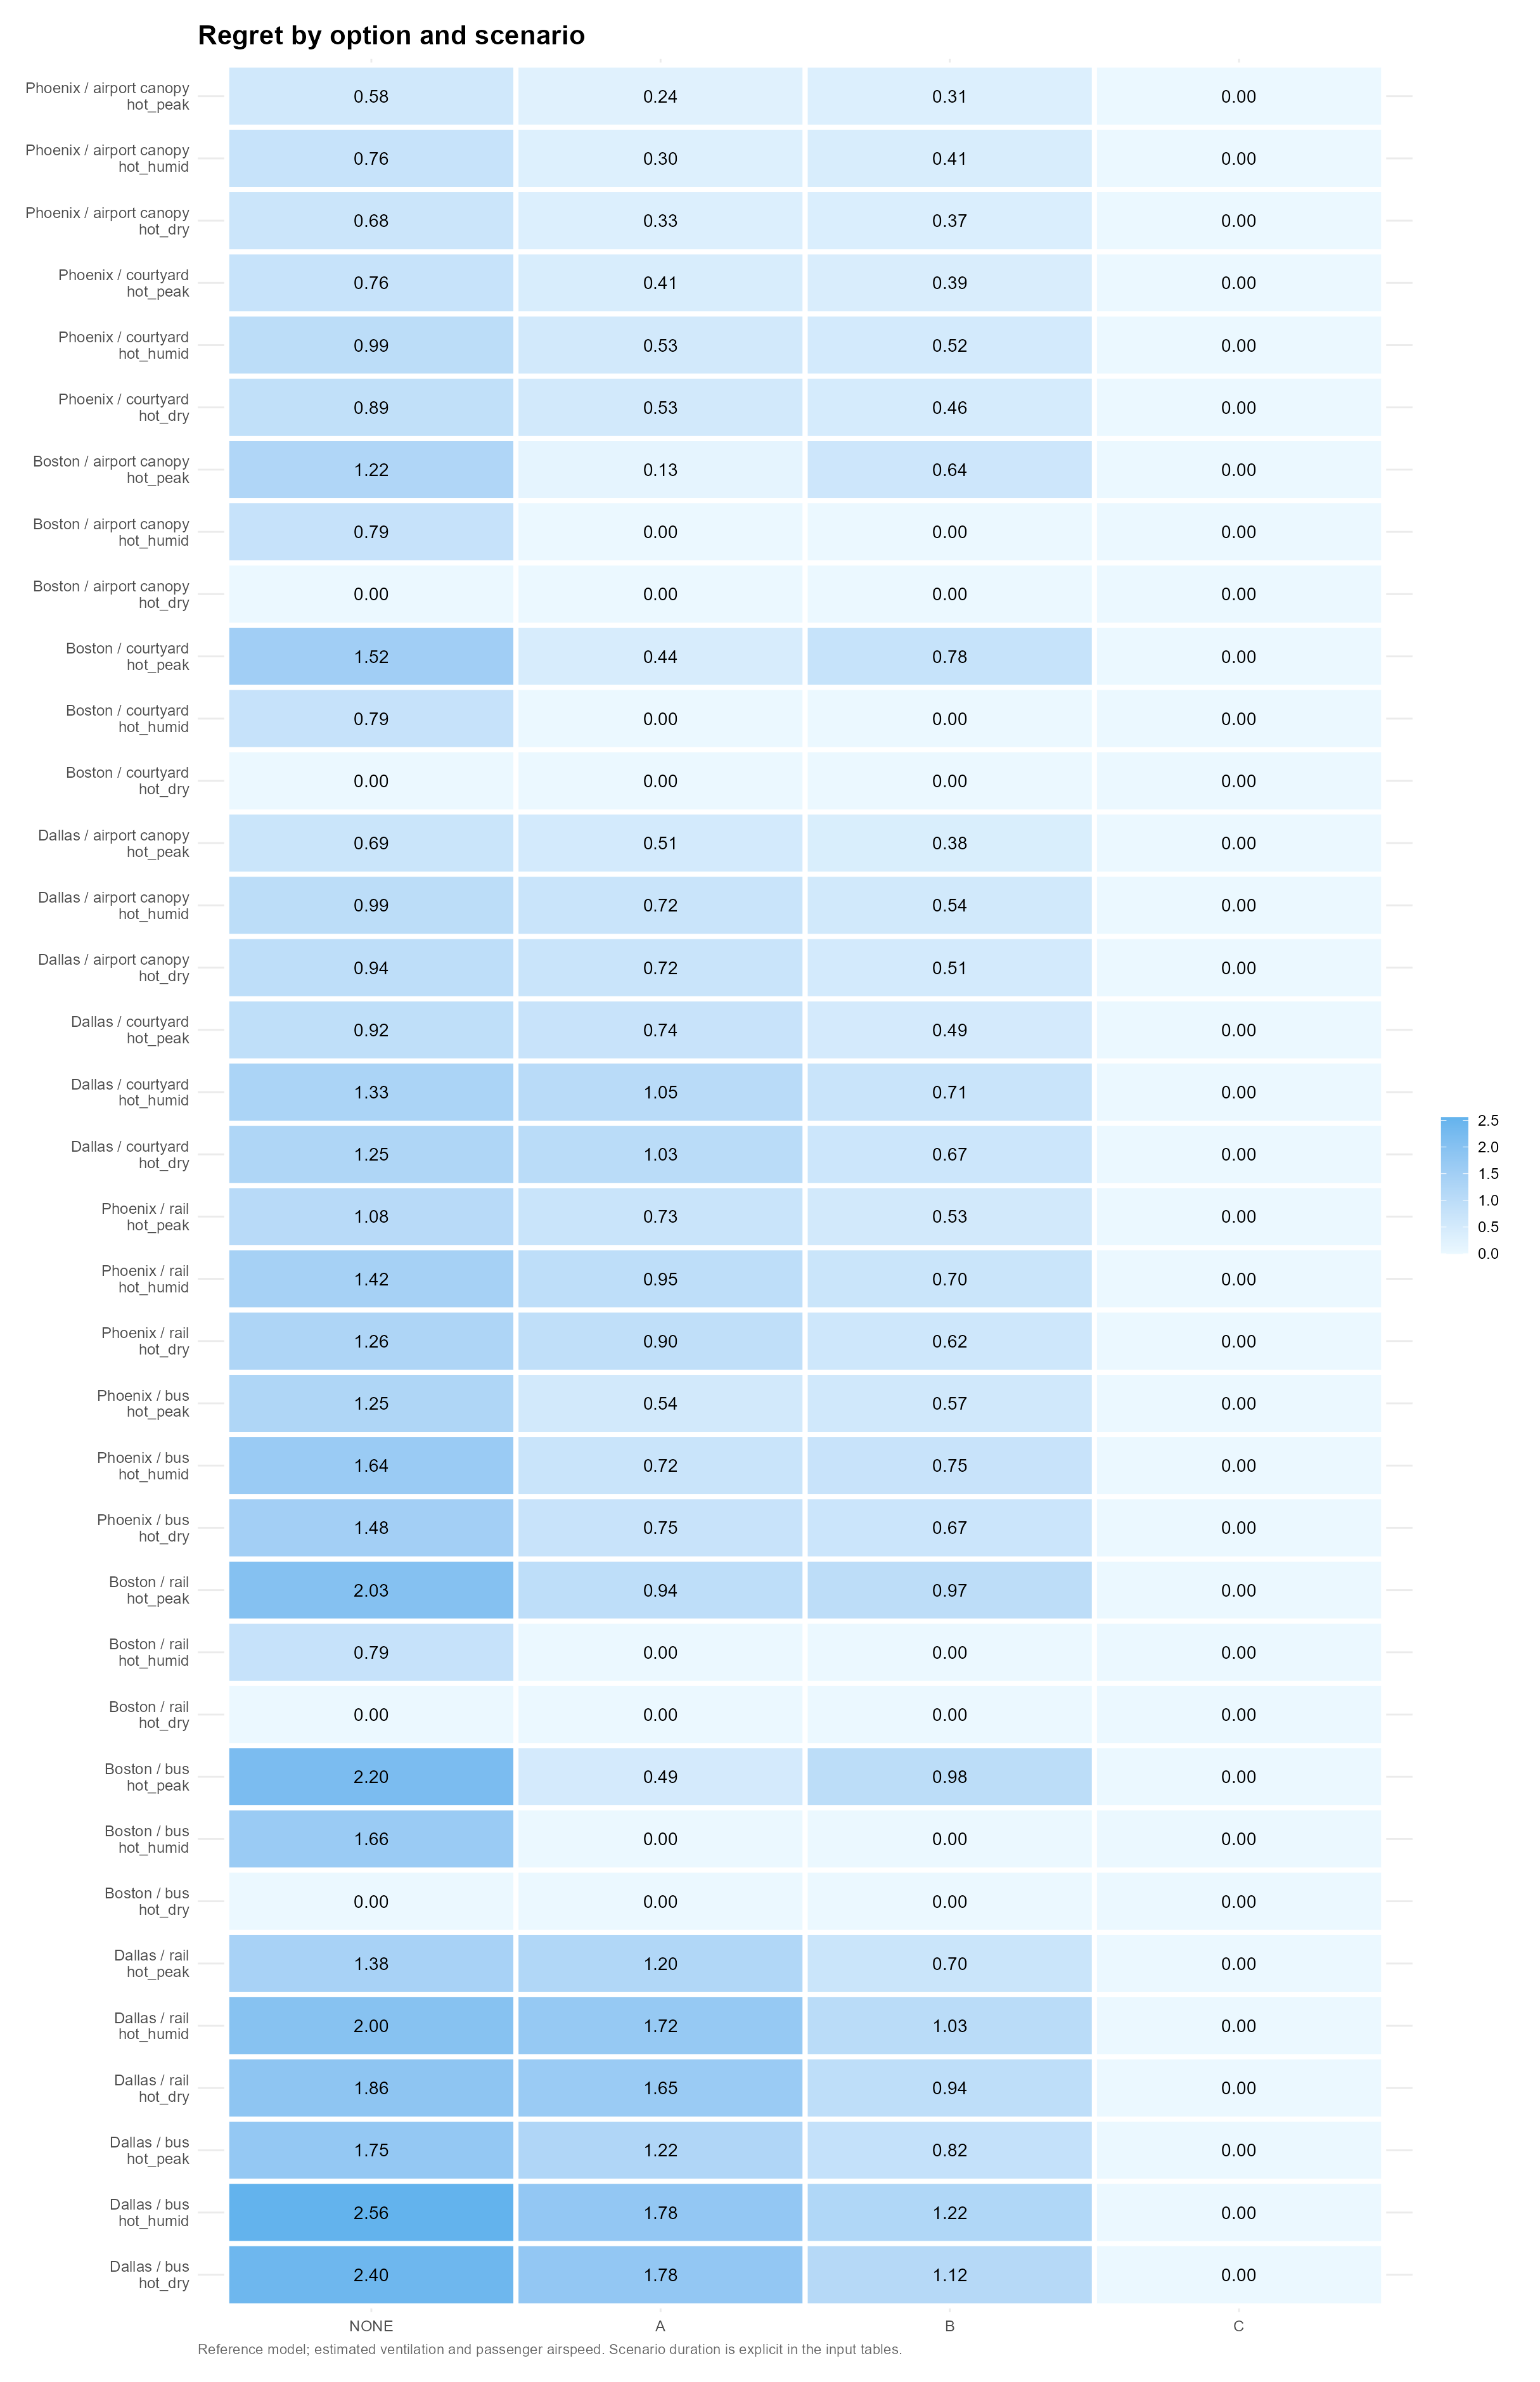 Regret by option and scenario
Phoenix / airport canopy
hot_peak
0.58 0.24 0.31 0.00
Phoenix / airport canopy
hot_humid
0.76 0.30 0.41 0.00
Phoenix / airport canopy
hot_dry
0.68 0.33 0.37 0.00
Phoenix / courtyard
hot_peak
0.76 0.41 0.39 0.00
Phoenix / courtyard
hot_humid
0.99 0.53 0.52 0.00
Phoenix / courtyard
hot_dry
0.89 0.53 0.46 0.00
Boston / airport canopy
hot_peak
1.22 0.13 0.64 0.00
Boston / airport canopy
hot_humid
0.79 0.00 0.00 0.00
Boston / airport canopy
hot_dry
0.00 0.00 0.00 0.00
Boston / courtyard
hot_peak
1.52 0.44 0.78 0.00
Boston / courtyard
hot_humid
0.79 0.00 0.00 0.00
Boston / courtyard
hot_dry
0.00 0.00 0.00 0.00
Dallas / airport canopy
hot_peak
0.69 0.51 0.38 0.00
Dallas / airport canopy
hot_humid
0.99 0.72 0.54 0.00
Dallas / airport canopy
hot_dry
0.94 0.72 0.51 0.00
Dallas / courtyard
hot_peak
0.92 0.74 0.49 0.00
Dallas / courtyard
hot_humid
1.33 1.05 0.71 0.00
Dallas / courtyard
hot_dry
1.25 1.03 0.67 0.00
Phoenix / rail
hot_peak
1.08 0.73 0.53 0.00
Phoenix / rail
hot_humid
1.42 0.95 0.70 0.00
Phoenix / rail
hot_dry
1.26 0.90 0.62 0.00
Phoenix / bus
hot_peak
1.25 0.54 0.57 0.00
Phoenix / bus
hot_humid
1.64 0.72 0.75 0.00
Phoenix / bus
hot_dry
1.48 0.75 0.67 0.00
Boston / rail
hot_peak
2.03 0.94 0.97 0.00
Boston / rail
hot_humid
0.79 0.00 0.00 0.00
Boston / rail
hot_dry
0.00 0.00 0.00 0.00
Boston / bus
hot_peak
2.20 0.49 0.98 0.00
Boston / bus
hot_humid
1.66 0.00 0.00 0.00
Boston / bus
hot_dry
0.00 0.00 0.00 0.00
Dallas / rail
hot_peak
1.38 1.20 0.70 0.00
Dallas / rail
hot_humid
2.00 1.72 1.03 0.00
Dallas / rail
hot_dry
1.86 1.65 0.94 0.00
Dallas / bus
hot_peak
1.75 1.22 0.82 0.00
Dallas / bus
hot_humid
2.56 1.78 1.22 0.00
Dallas / bus
hot_dry
2.40 1.78 1.12 0.00
NONE A B C
2.5
2.0
1.5
1.0
0.5
0.0
Reference model; estimated ventilation and passenger airspeed. Scenario duration is explicit in the input tables.